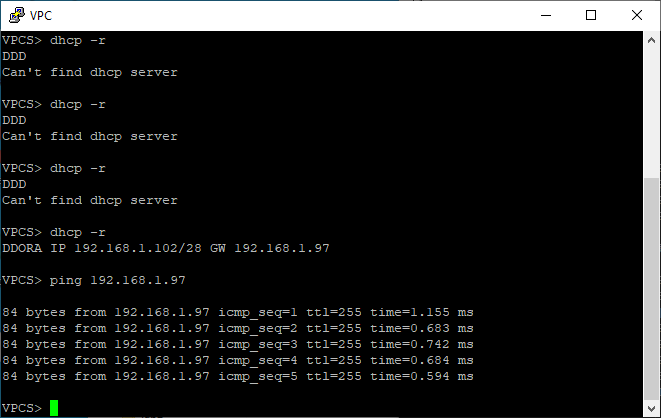 VPC
VPCS> dhcp -r
DDD
Can't find dhcp server
VPCS> dhcp -r
DDD
Can't find dhcp server
VPCS> dhcp -r
DDD
Can't find dhcp server
VPCS> dhcp -r
DDORA IP 192.168.1.102/28 GW 192.168.1.97
VPCS> ping 192.168.1.97
84 bytes from 192.168.1.97 icmp_seq=1 ttl=255 time=1.155 ms
84 bytes from 192.168.1.97 icmp_seq=2 ttl=255 time=0.683 ms
84 bytes from 192.168.1.97 icmp_seq=3 ttl=255 time=0.742 ms
84 bytes from 192.168.1.97 icmp_seq=4 ttl=255 time=0.684 ms
84 bytes from 192.168.1.97 icmp_seq=5 ttl=255 time=0.594 ms
VPCS>